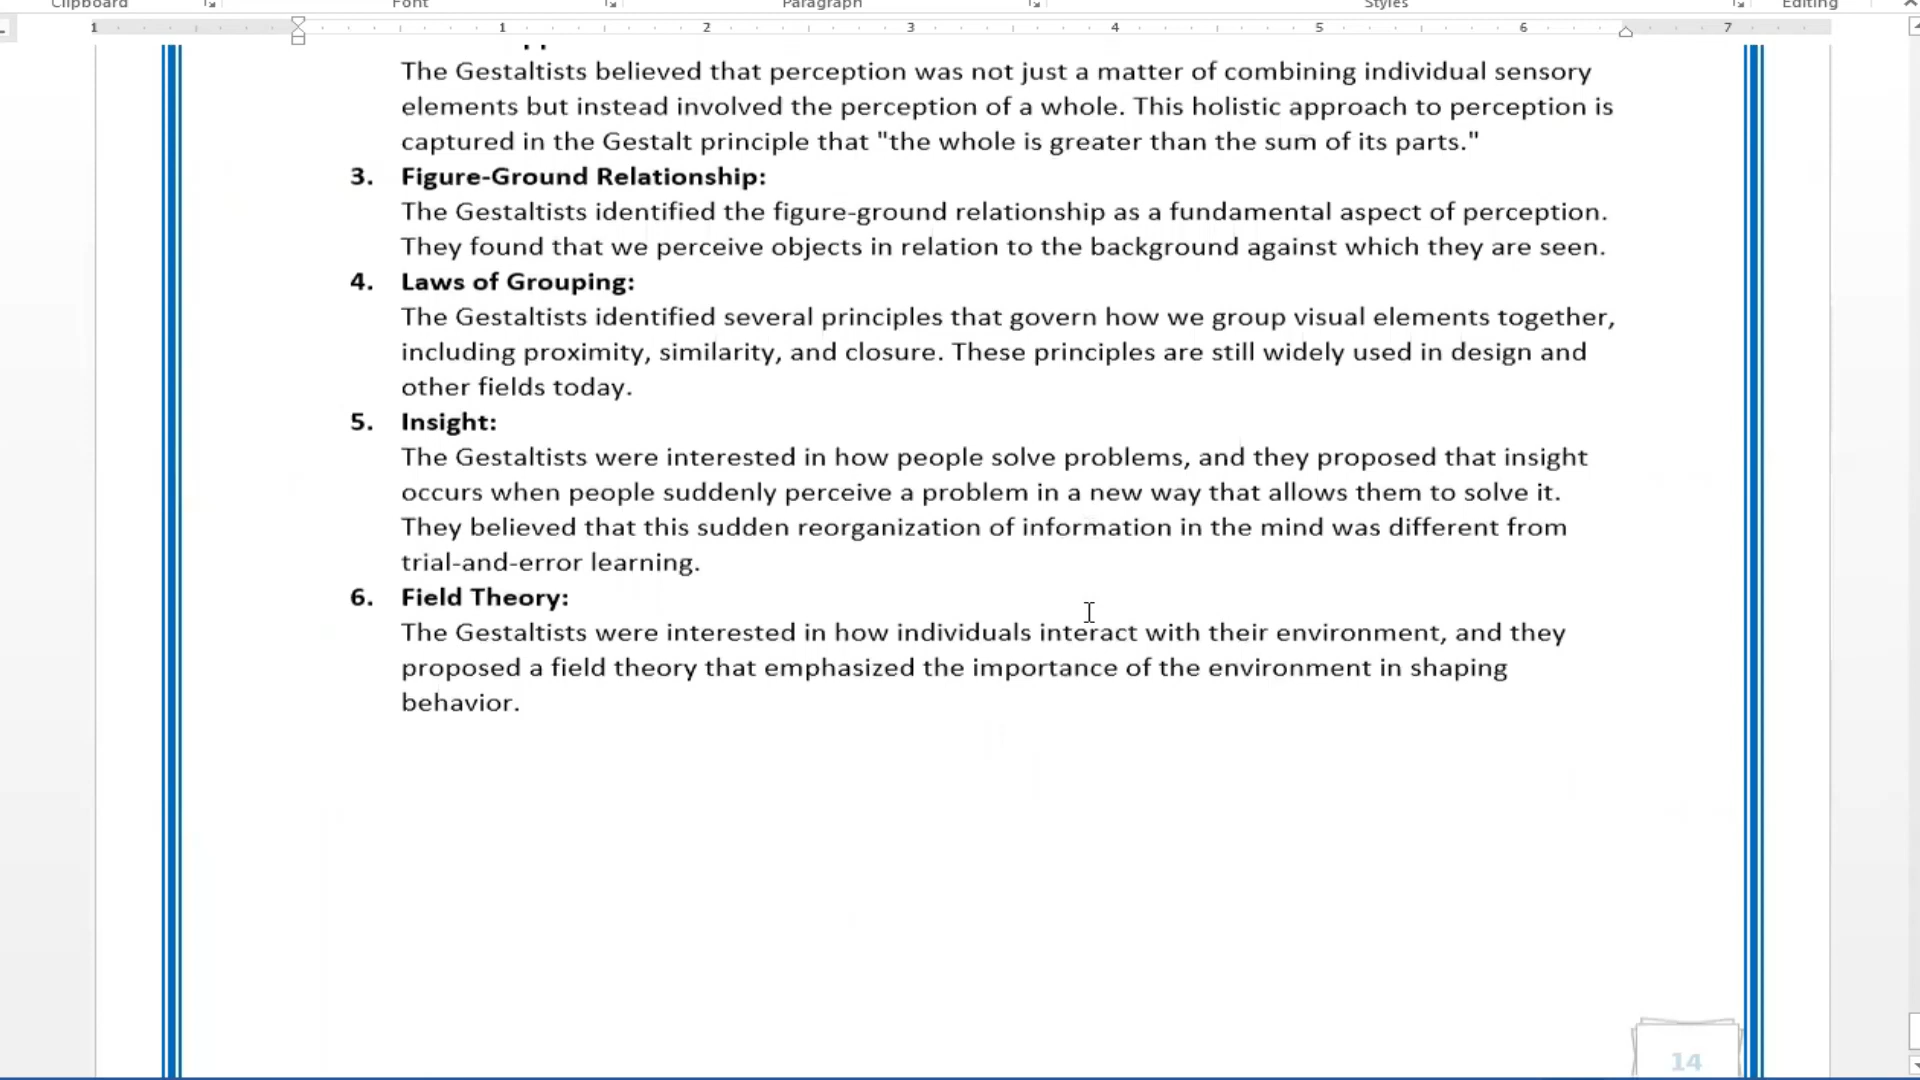 Clipboard Font Paragraph Styles Editing
1 1 2 3 4 5 6 7
The Gestaltists believed that perception was not just a matter of combining individual sensory
elements but instead involved the perception of a whole. This holistic approach to perception is
captured in the Gestalt principle that "the whole is greater than the sum of its parts."
3. Figure-Ground Relationship:
The Gestaltists identified the figure-ground relationship as a fundamental aspect of perception.
They found that we perceive objects in relation to the background against which they are seen.
4. Laws of Grouping:
The Gestaltists identified several principles that govern how we group visual elements together,
including proximity, similarity, and closure. These principles are still widely used in design and
other fields today.
5. Insight:
The Gestaltists were interested in how people solve problems, and they proposed that insight
occurs when people suddenly perceive a problem in a new way that allows them to solve it.
They believed that this sudden reorganization of information in the mind was different from
trial-and-error learning.
6. Field Theory:
The Gestaltists were interested in how individuals interact with their environment, and they
proposed a field theory that emphasized the importance of the environment in shaping
behavior.
14